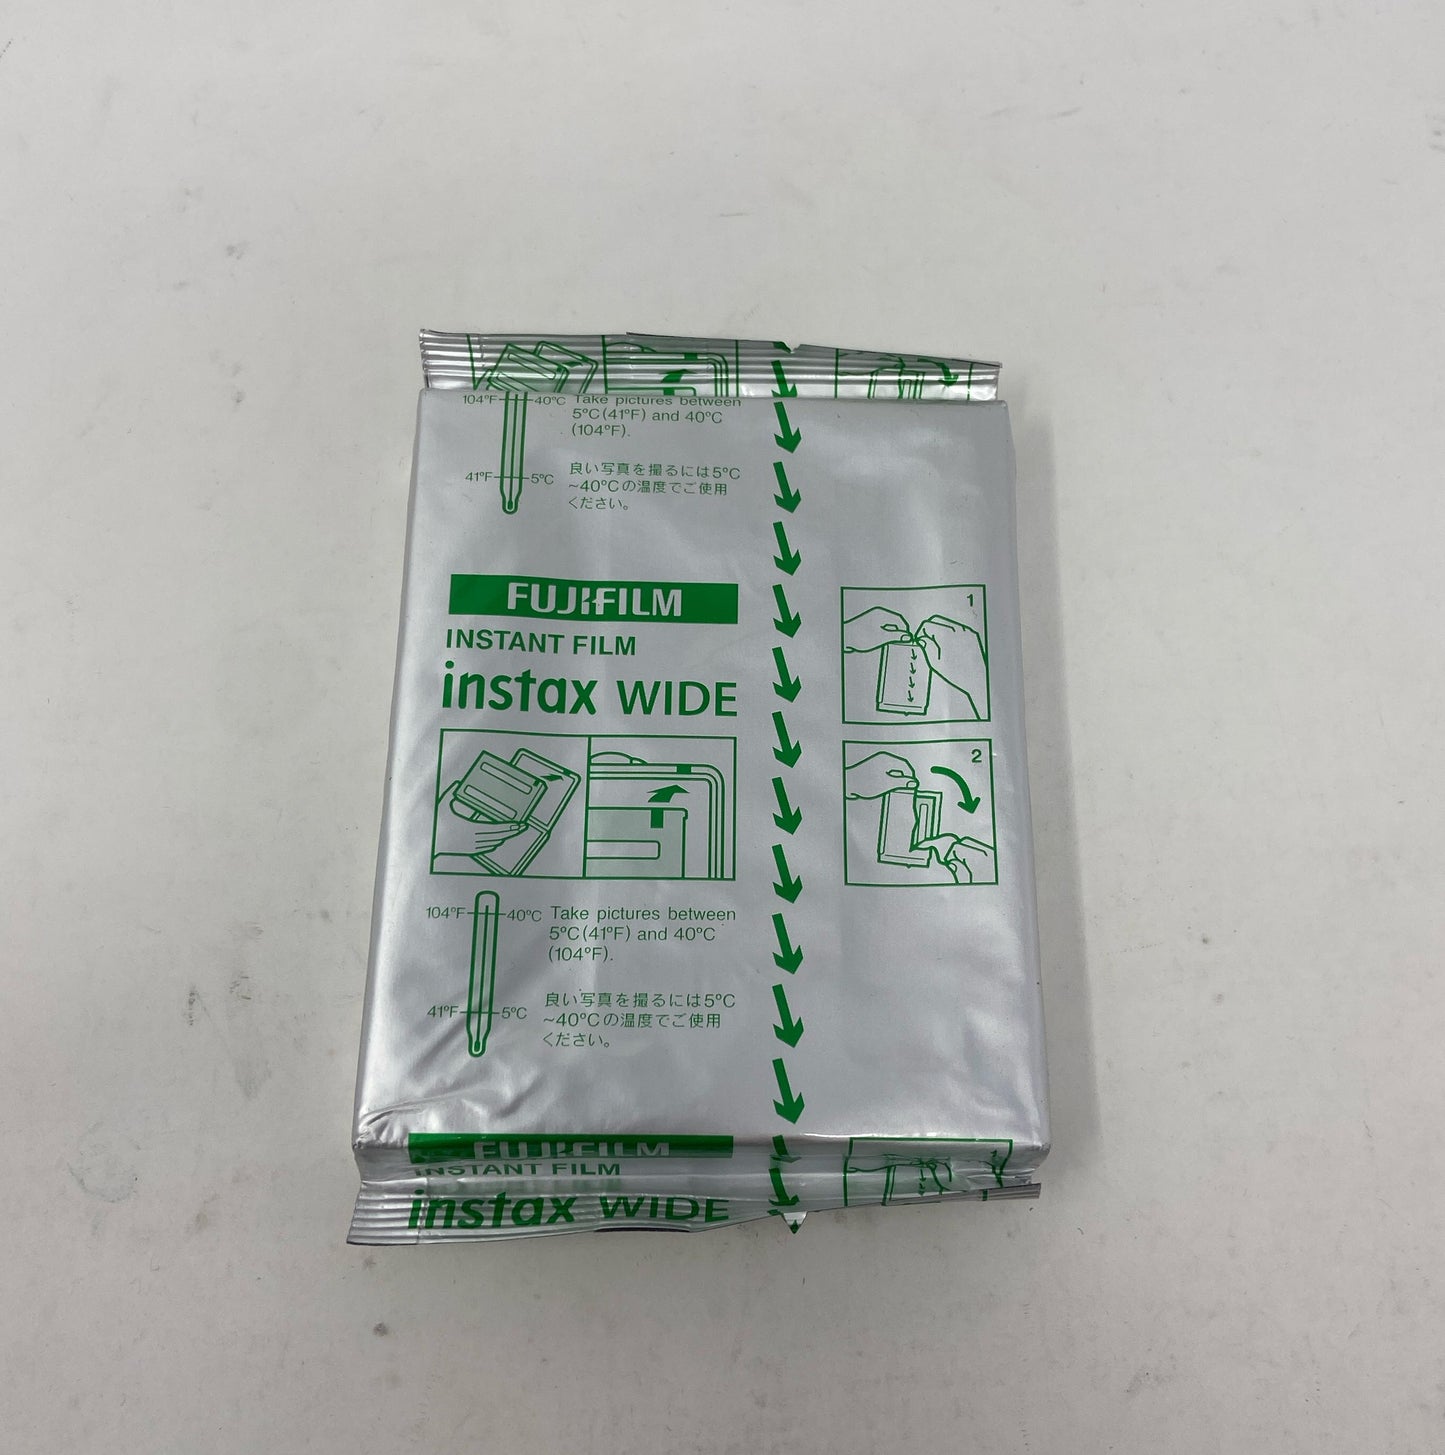 104°F 40°C Take pictures between
5°C (41°F) and 40°C
(104°F).
41°F 5°C 良い写真を撮るには5°C
~40°Cの温度でご使用
ください。
FUJIFILM
INSTANT FILM
instax WIDE
1
2
104°F 40°C Take pictures between
5°C (41°F) and 40°C
(104°F).
41°F 5°C 良い写真を撮るには5°C
~40°Cの温度でご使用
ください。
FUJIFILM
INSTANT FILM
instax WIDE